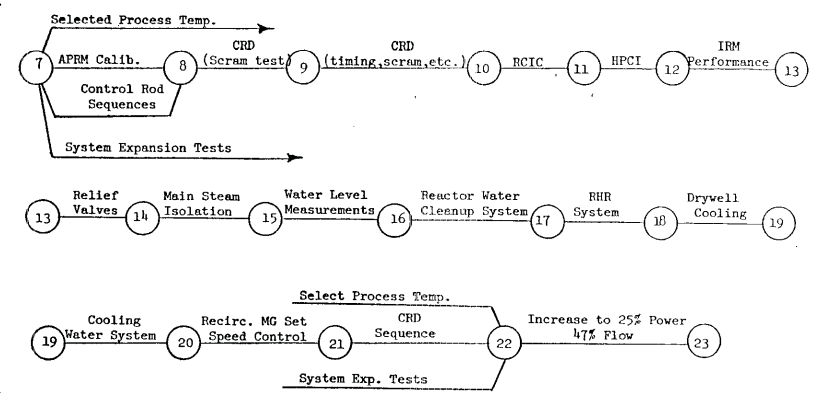 Selected Process Temp.
7
APRM Calib.
8
CRD
(Scram test)
9
CRD
(timing,scram,etc.)
10
RCIC
11
HPCI
12
IRM
Performance
13
Control Rod
Sequences
System Expansion Tests
13
Relief
Valves
14
Main Steam
Isolation
15
Water Level
Measurements
16
Reactor Water
Cleanup System
17
RHR
System
18
Drywell
Cooling
19
19
Cooling
Water System
20
Recirc. MG Set
Speed Control
21
Select Process Temp.
CRD
Sequence
System Exp. Tests
22
Increase to 25% Power
47% Flow
23